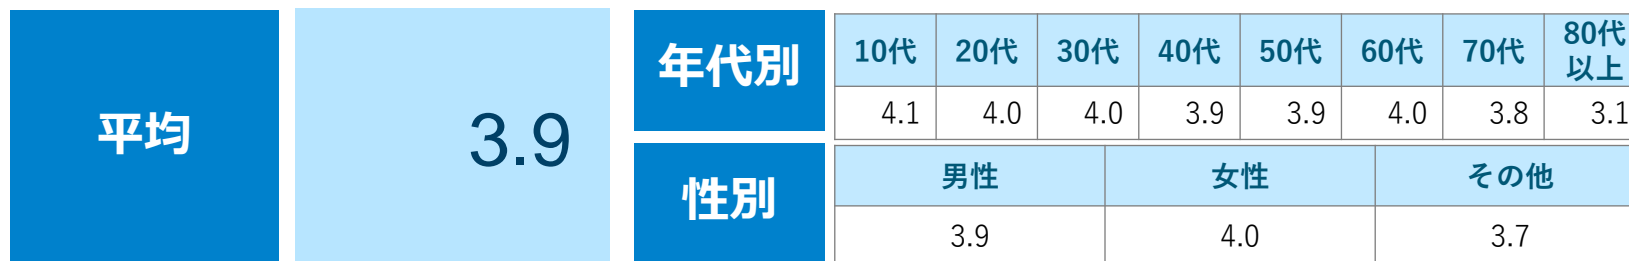 平均
3.9
年代別
10代 20代 30代 40代 50代 60代 70代 80代以上
4.1 4.0 4.0 3.9 3.9 4.0 3.8 3.1
性別
男性 女性 その他
3.9 4.0 3.7